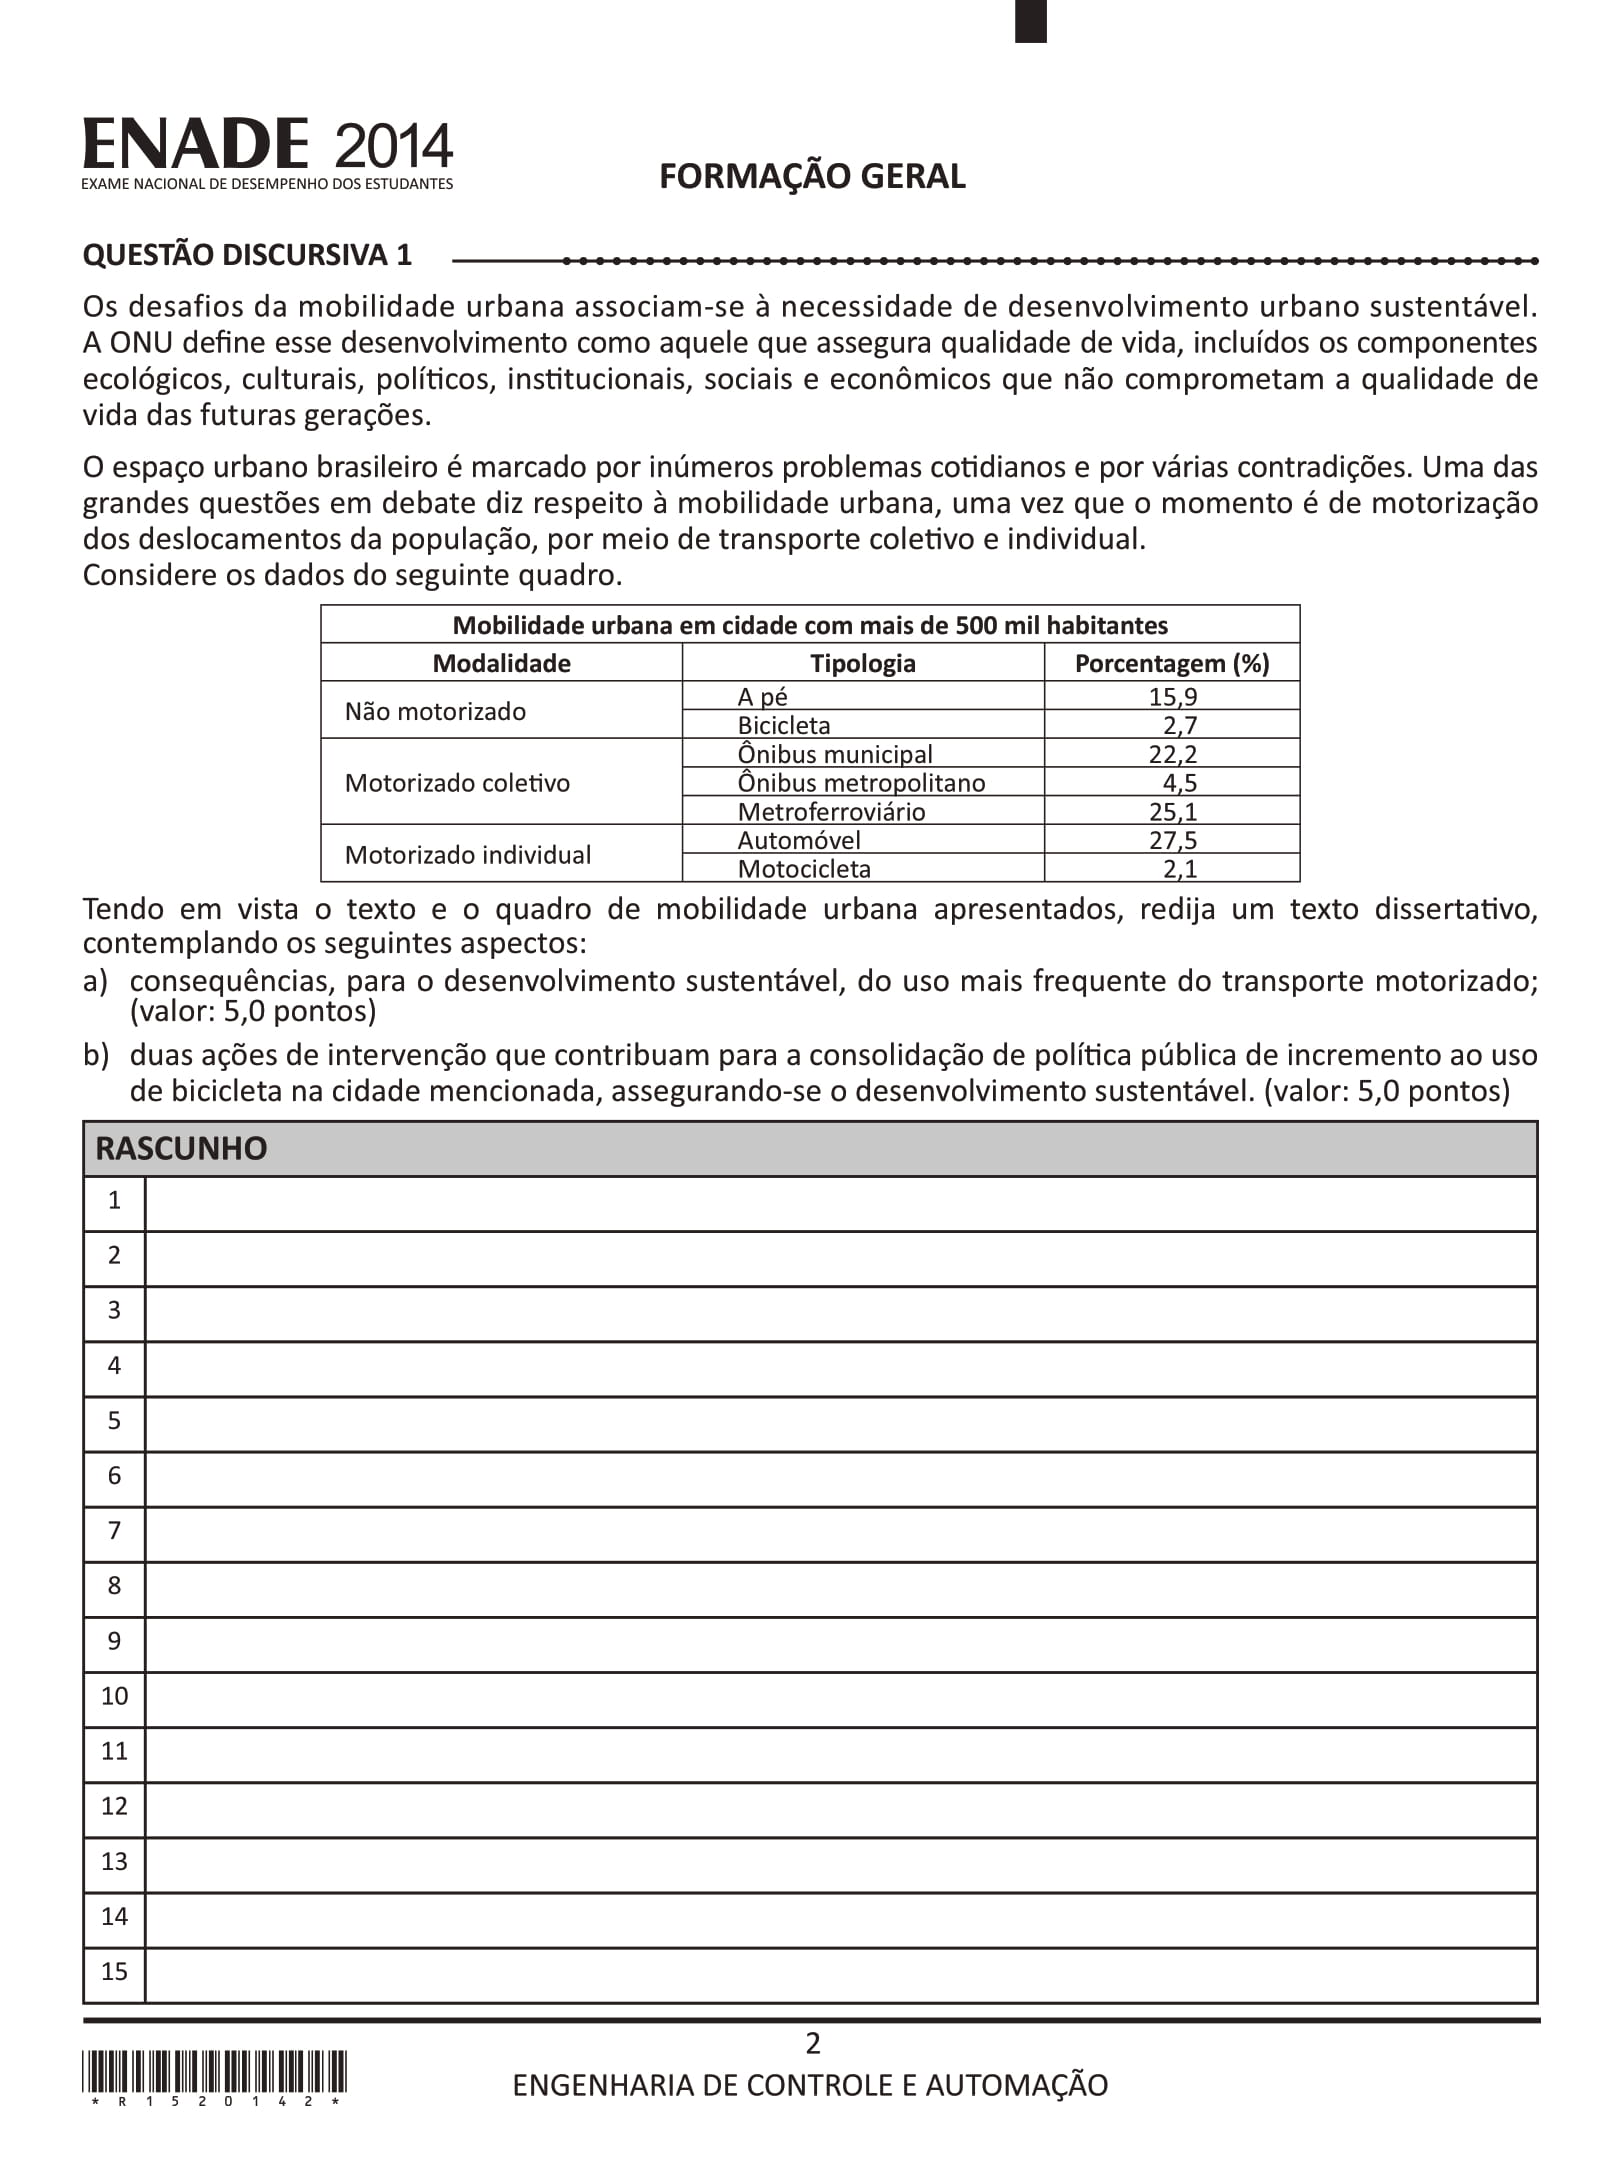 ENADE 2014
EXAME NACIONAL DE DESEMPENHO DOS ESTUDANTES
FORMAÇÃO GERAL
QUESTÃO DISCURSIVA 1
Os desafios da mobilidade urbana associam-se à necessidade de desenvolvimento urbano sustentável.
A ONU define esse desenvolvimento como aquele que assegura qualidade de vida, incluídos os componentes
ecológicos, culturais, políticos, institucionais, sociais e econômicos que não comprometam a qualidade de
vida das futuras gerações.
O espaço urbano brasileiro é marcado por inúmeros problemas cotidianos e por várias contradições. Uma das
grandes questões em debate diz respeito à mobilidade urbana, uma vez que o momento é de motorização
dos deslocamentos da população, por meio de transporte coletivo e individual.
Considere os dados do seguinte quadro.
Mobilidade urbana em cidade com mais de 500 mil habitantes
Modalidade Tipologia Porcentagem (%)
Não motorizado
A pé 15,9
Bicicleta 2,7
Motorizado coletivo
Ônibus municipal 22,2
Ônibus metropolitano 4,5
Metroferroviário 25,1
Motorizado individual
Automóvel 27,5
Motocicleta 2,1
Tendo em vista o texto e o quadro de mobilidade urbana apresentados, redija um texto dissertativo,
contemplando os seguintes aspectos:
a) consequências, para o desenvolvimento sustentável, do uso mais frequente do transporte motorizado;
(valor: 5,0 pontos)
b) duas ações de intervenção que contribuam para a consolidação de política pública de incremento ao uso
de bicicleta na cidade mencionada, assegurando-se o desenvolvimento sustentável. (valor: 5,0 pontos)
RASCUNHO
1
2
3
4
5
6
7
8
9
10
11
12
13
14
15
2
ENGENHARIA DE CONTROLE E AUTOMAÇÃO
* R 1 5 2 0 1 4 2 *